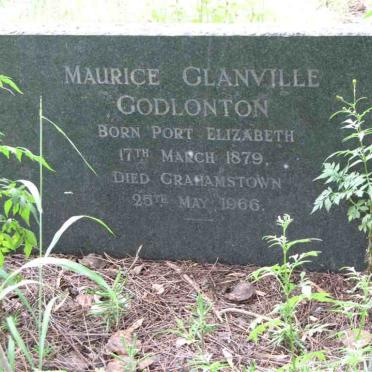 MAURICE GLANVILLE
GODLONTON
BORN PORT ELIZABETH
17TH MARCH 1879.
DIED GRAHAMSTOWN
25TH MAY 1966.